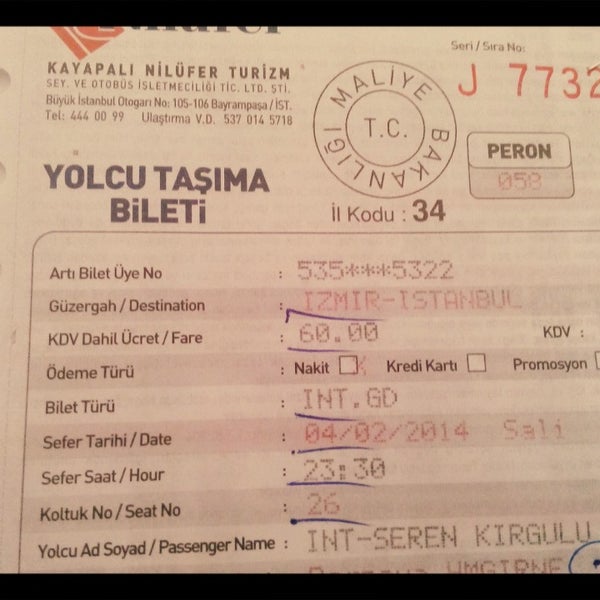 Nilüfer
KAYAPALI NİLÜFER TURİZM
SEY. VE OTOBÜS İŞLETMECİLİĞİ TİC. LTD. STİ.
Büyük İstanbul Otogarı No: 105-106 Bayrampaşa / İST.
Tel: 444 00 99 Ulaştırma V.D. 537 014 5718
Seri / Sıra No:
J 7732
T.C. MALİYE BAKANLIĞI
PERON
058
YOLCU TAŞIMA
BİLETİ
İl Kodu : 34
Artı Bilet Üye No : 535***5322
Güzergah / Destination : IZMIR-ISTANBUL
KDV Dahil Ücret / Fare : 60.00 KDV :
Ödeme Türü : Nakit Kredi Kartı Promosyon
Bilet Türü : INT.GD
Sefer Tarihi / Date : 04/02/2014 Sali
Sefer Saat / Hour : 23:30
Koltuk No / Seat No : 26
Yolcu Ad Soyad / Passenger Name : INT-SEREN KIRGULU